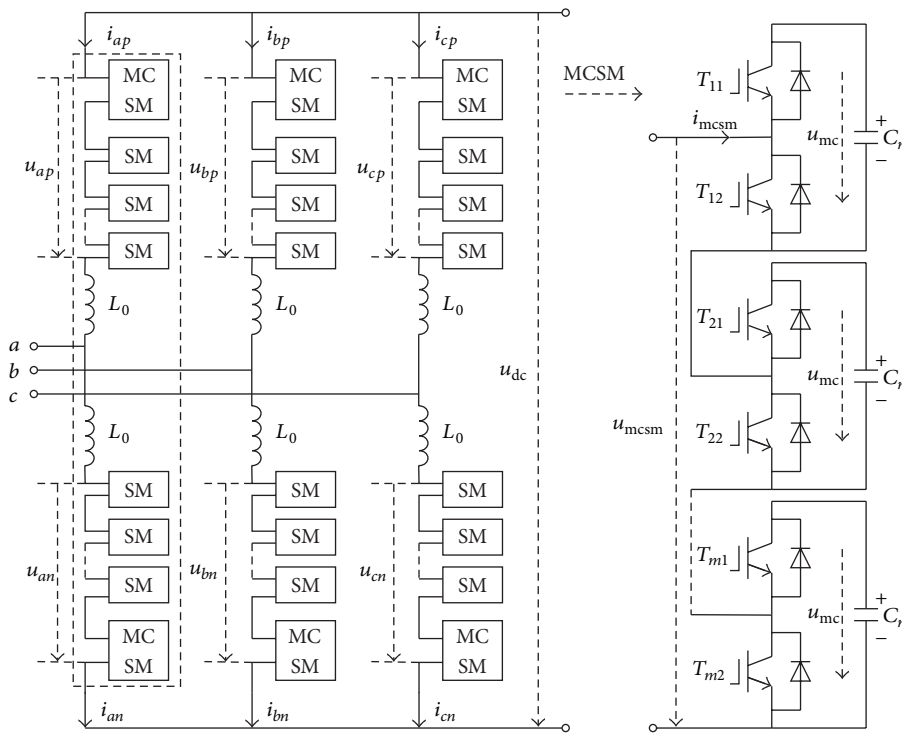 i_ap
i_bp
i_cp
MC
SM
MC
SM
MC
SM
MCSM
SM
SM
SM
SM
SM
SM
SM
SM
SM
u_ap
u_bp
u_cp
L_0
L_0
L_0
a
b
c
u_dc
L_0
L_0
L_0
SM
SM
SM
SM
SM
SM
SM
SM
SM
u_an
u_bn
u_cn
MC
SM
MC
SM
MC
SM
i_an
i_bn
i_cn
T_11
i_mcsm
u_mc
+
−
T_12
T_21
u_mc
+
−
T_22
u_mcsm
T_m1
u_mc
+
−
T_m2